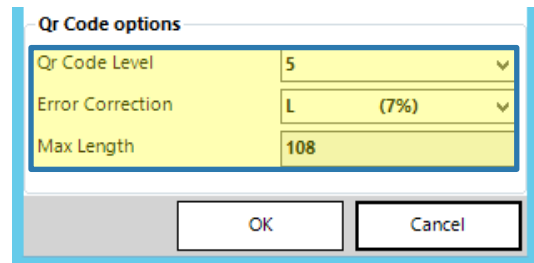 Qr Code options
Qr Code Level 5
Error Correction L (7%)
Max Length 108
OK Cancel